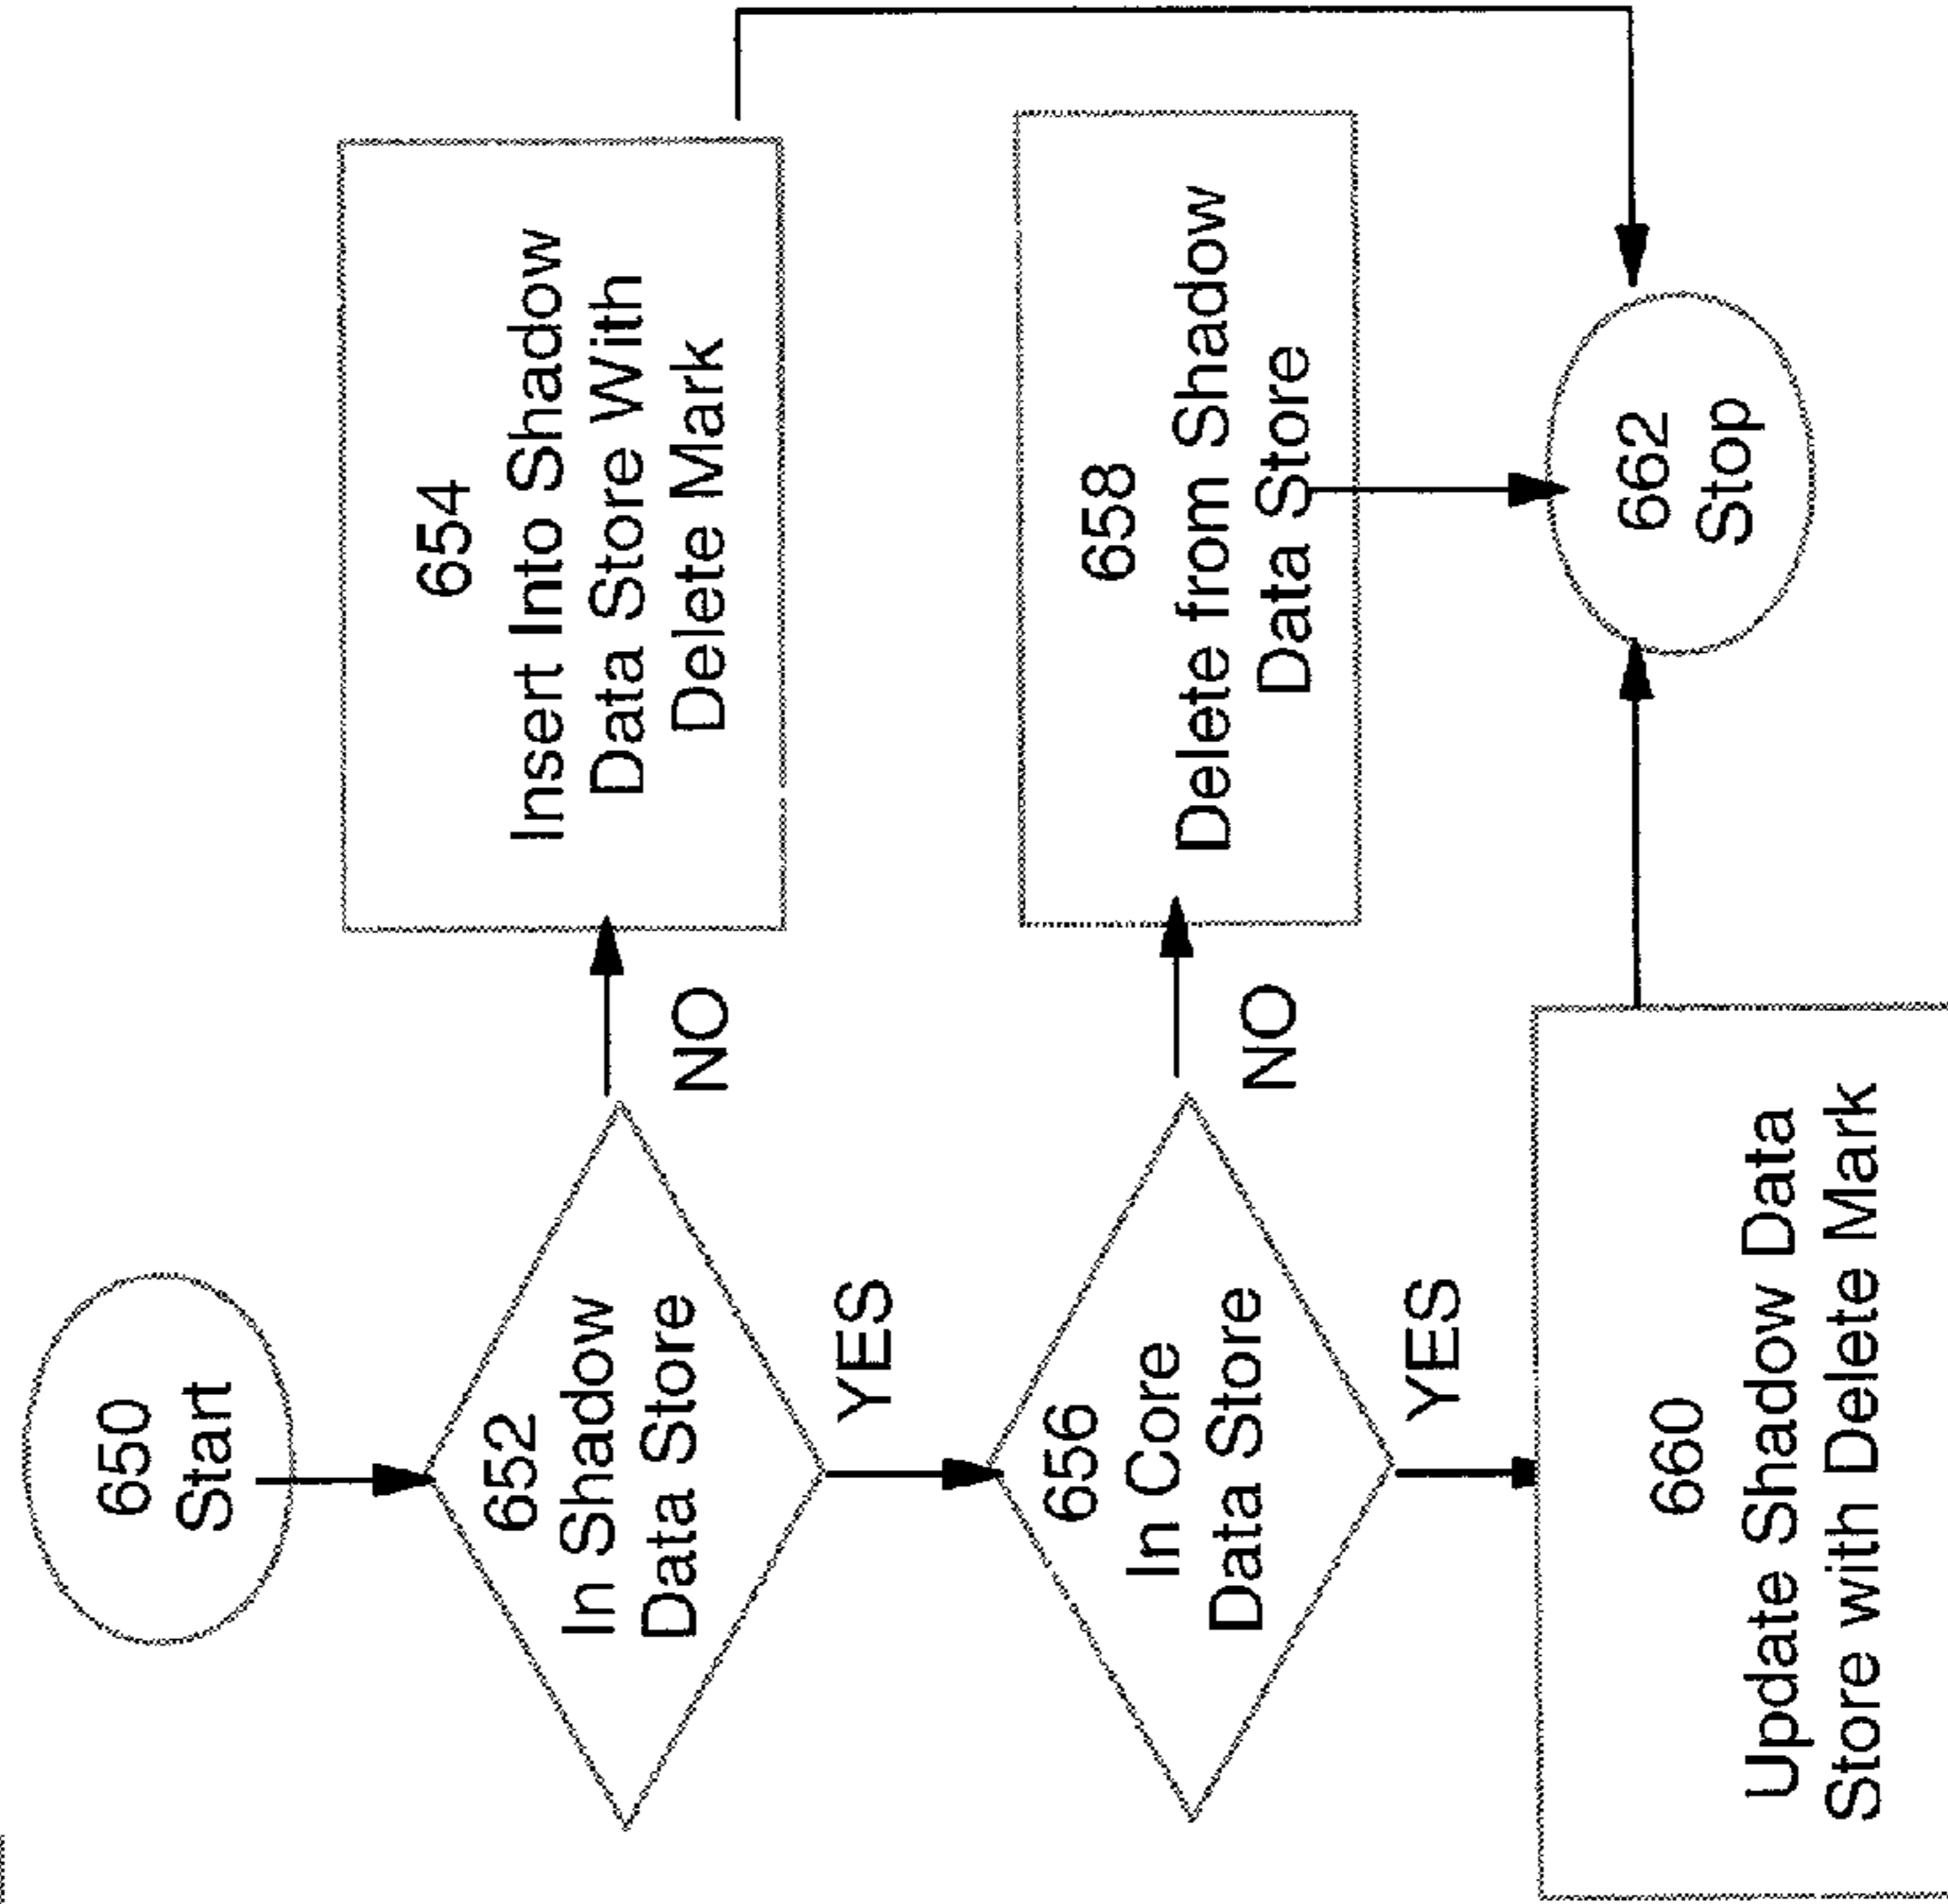 650
Start
652
In Shadow
Data Store
NO
654
Insert Into Shadow
Data Store With
Delete Mark
YES
656
In Core
Data Store
NO
658
Delete from Shadow
Data Store
YES
660
Update Shadow Data
Store with Delete Mark
662
Stop